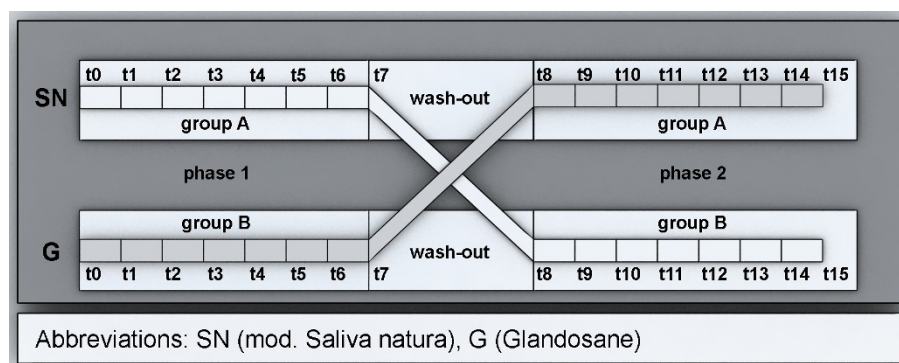 t0 t1 t2 t3 t4 t5 t6 t7 t8 t9 t10 t11 t12 t13 t14 t15
SN wash-out
group A group A
phase 1 phase 2
group B group B
G wash-out
t0 t1 t2 t3 t4 t5 t6 t7 t8 t9 t10 t11 t12 t13 t14 t15
Abbreviations: SN (mod. Saliva natura), G (Glandosane)